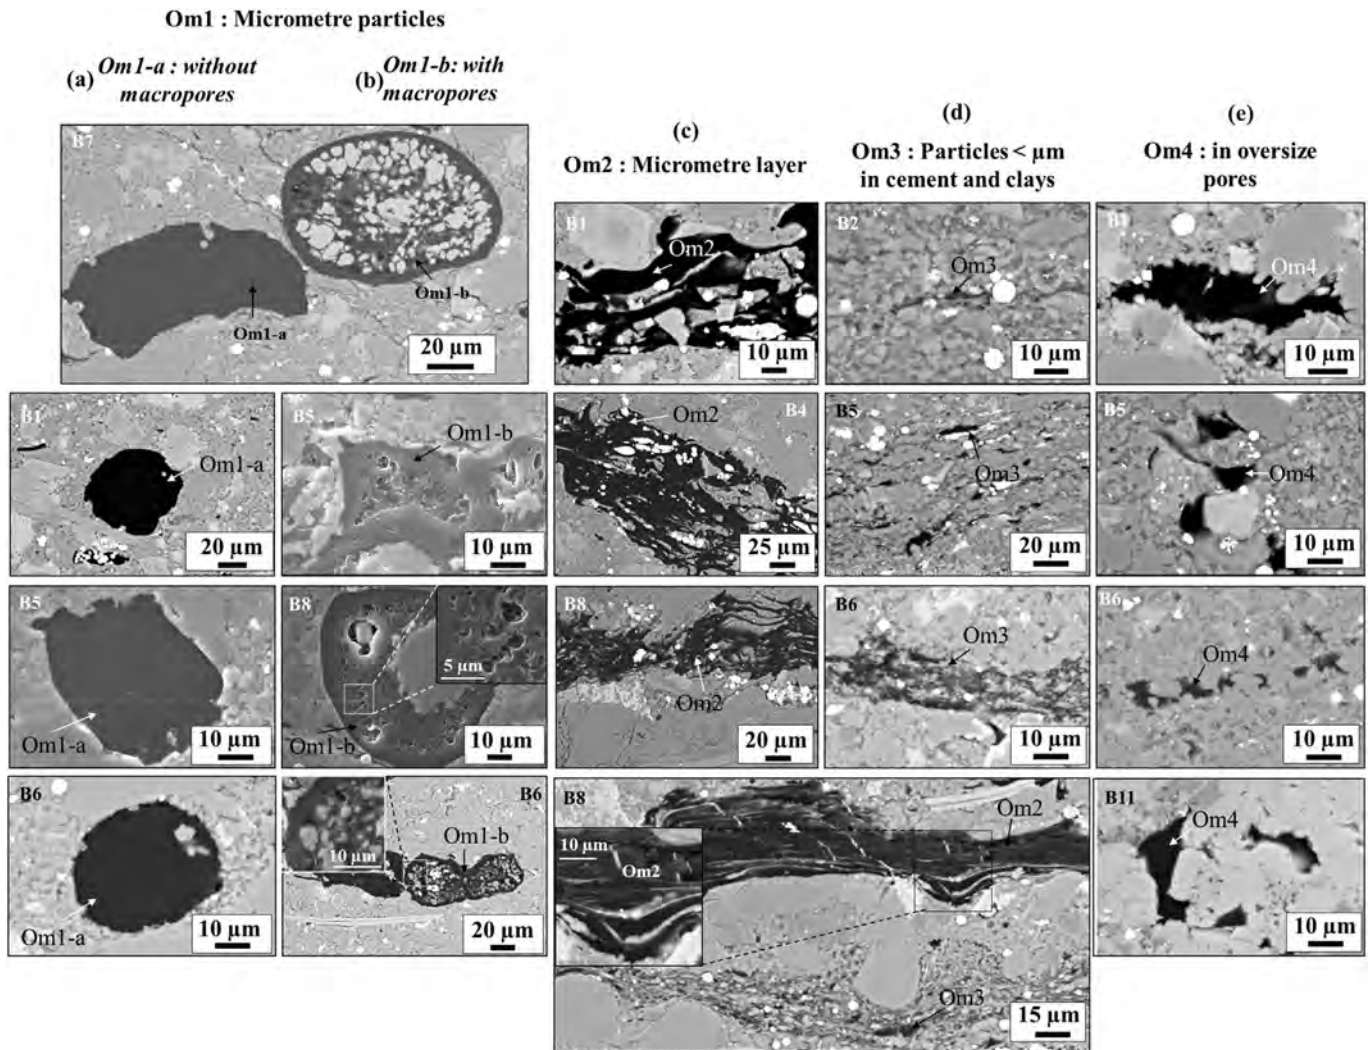 Om1 : Micrometre particles
(a) Om1-a : without macropores
(b) Om1-b: with macropores
(c)
Om2 : Micrometre layer
(d)
Om3 : Particles < µm
in cement and clays
(e)
Om4 : in oversize
pores
B7
Om1-a
Om1-b
20 µm
B1
Om2
10 µm
B2
Om3
10 µm
B1
Om4
10 µm
B1
Om1-a
20 µm
B5
Om1-b
10 µm
Om2
B4
25 µm
B5
Om3
20 µm
B5
Om4
10 µm
B5
Om1-a
10 µm
B8
5 µm
Om1-b
10 µm
B8
Om2
20 µm
B6
Om3
10 µm
B6
Om4
10 µm
B6
Om1-a
10 µm
B6
10 µm
Om1-b
20 µm
B8
Om2
10 µm
Om2
Om3
15 µm
B11
Om4
10 µm